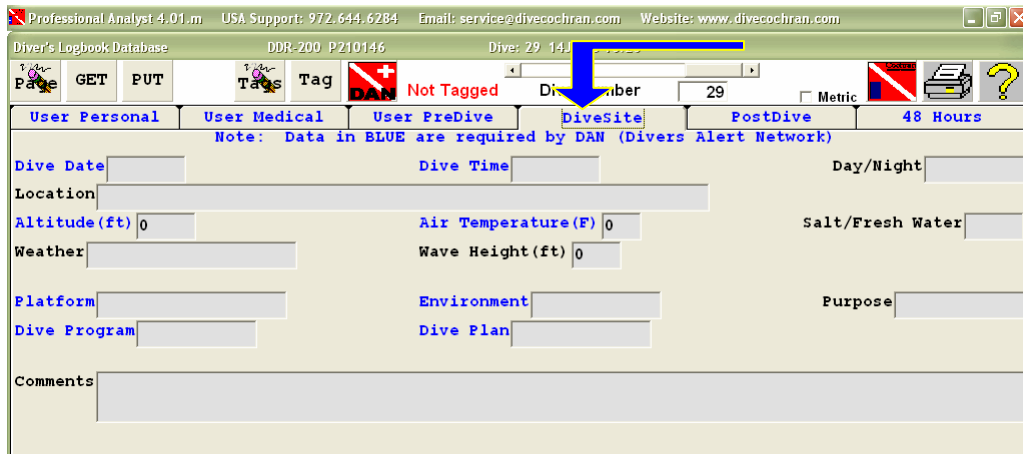 Professional Analyst 4.01.m USA Support: 972.644.6284 Email: service@divecochran.com Website: www.divecochran.com
Diver's Logbook Database DDR-200 P210146 Dive: 29
Page GET PUT Tags Tag DAN Not Tagged 29 Metric Cochran
User Personal User Medical User PreDive DiveSite PostDive 48 Hours
Note: Data in BLUE are required by DAN (Divers Alert Network)
Dive Date Dive Time Day/Night
Location
Altitude(ft) 0 Air Temperature(F) 0 Salt/Fresh Water
Weather Wave Height(ft) 0
Platform Environment Purpose
Dive Program Dive Plan
Comments